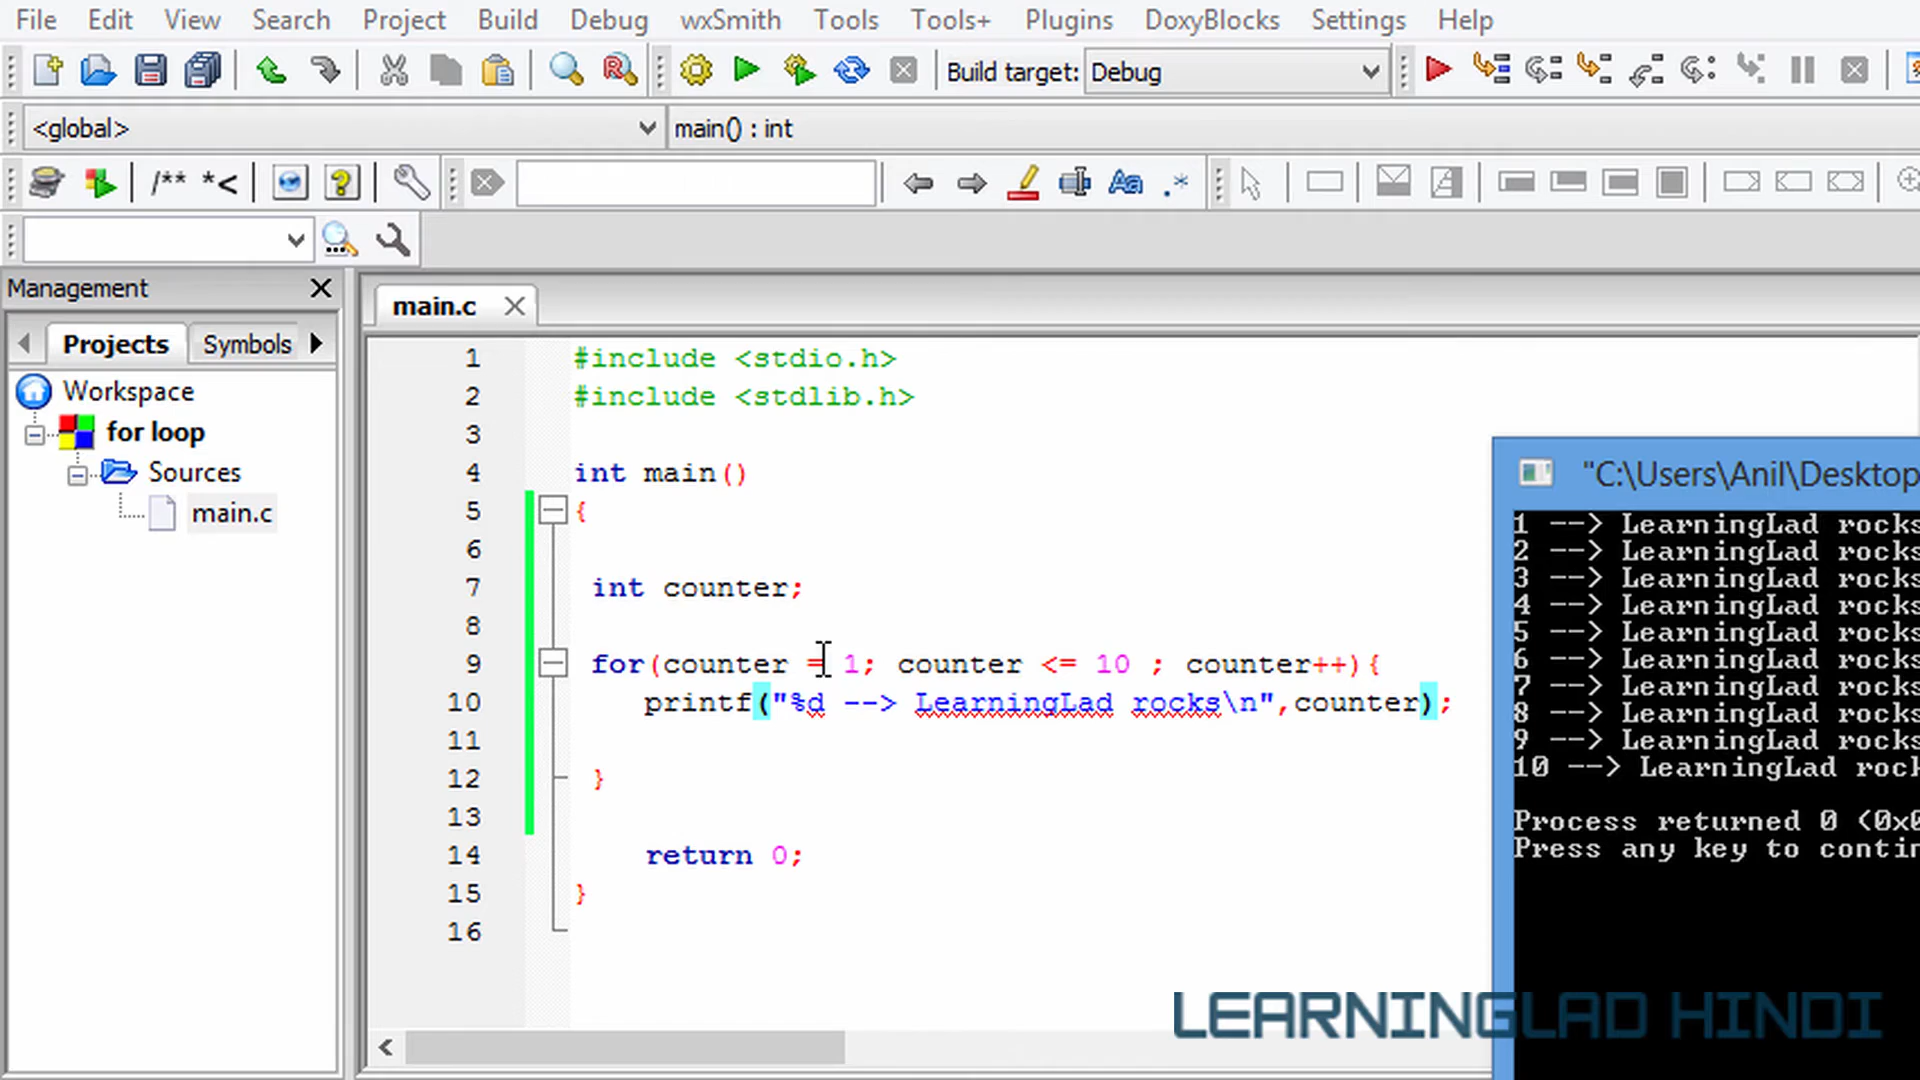 File Edit View Search Project Build Debug wxSmith Tools Tools+ Plugins DoxyBlocks Settings Help
Build target: Debug
<global> main() : int
/** *<
Management
Projects Symbols
Workspace
for loop
Sources
main.c
main.c
1 #include <stdio.h>
2 #include <stdlib.h>
3
4 int main()
5 {
6
7 int counter;
8
9 for(counter = 1; counter <= 10 ; counter++){
10 printf("%d --> LearningLad rocks\n",counter);
11
12 }
13
14 return 0;
15 }
16
"C:\Users\Anil\Desktop
1 --> LearningLad rocks
2 --> LearningLad rocks
3 --> LearningLad rocks
4 --> LearningLad rocks
5 --> LearningLad rocks
6 --> LearningLad rocks
7 --> LearningLad rocks
8 --> LearningLad rocks
9 --> LearningLad rocks
10 --> LearningLad rock
Process returned 0 (0x0
Press any key to contin
LEARNINGLAD HINDI